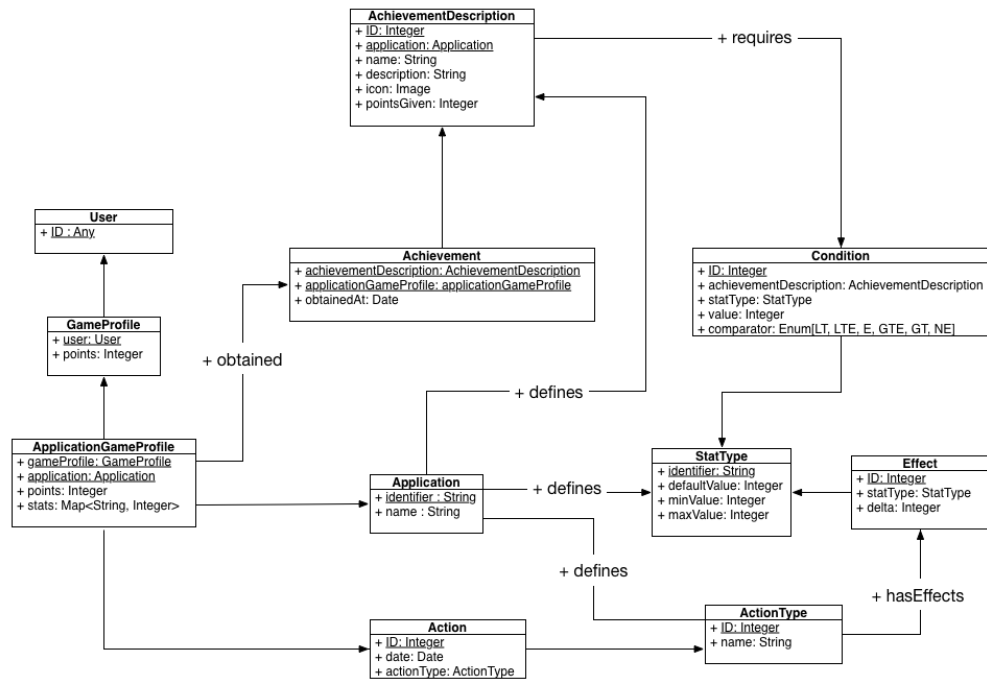 AchievementDescription
+ ID: Integer
+ application: Application
+ name: String
+ description: String
+ icon: Image
+ pointsGiven: Integer
+ requires
User
+ ID : Any
Achievement
+ achievementDescription: AchievementDescription
+ applicationGameProfile: applicationGameProfile
+ obtainedAt: Date
Condition
+ ID: Integer
+ achievementDescription: AchievementDescription
+ statType: StatType
+ value: Integer
+ comparator: Enum[LT, LTE, E, GTE, GT, NE]
GameProfile
+ user: User
+ points: Integer
+ obtained
+ defines
ApplicationGameProfile
+ gameProfile: GameProfile
+ application: Application
+ points: Integer
+ stats: Map<String, Integer>
Application
+ identifier : String
+ name : String
+ defines
StatType
+ identifier: String
+ defaultValue: Integer
+ minValue: Integer
+ maxValue: Integer
Effect
+ ID: Integer
+ statType: StatType
+ delta: Integer
+ defines
+ hasEffects
Action
+ ID: Integer
+ date: Date
+ actionType: ActionType
ActionType
+ ID: Integer
+ name: String